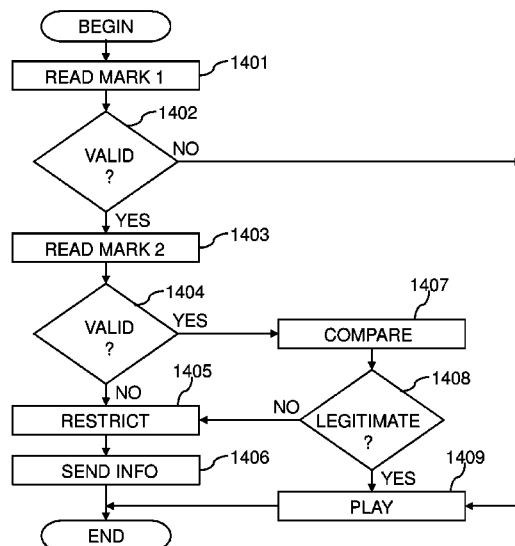 BEGIN
READ MARK 1
1401
1402
VALID
?
NO
YES
READ MARK 2
1403
1404
VALID
?
YES
NO
1407
COMPARE
1408
LEGITIMATE
?
NO
YES
1405
RESTRICT
SEND INFO
1406
1409
PLAY
END